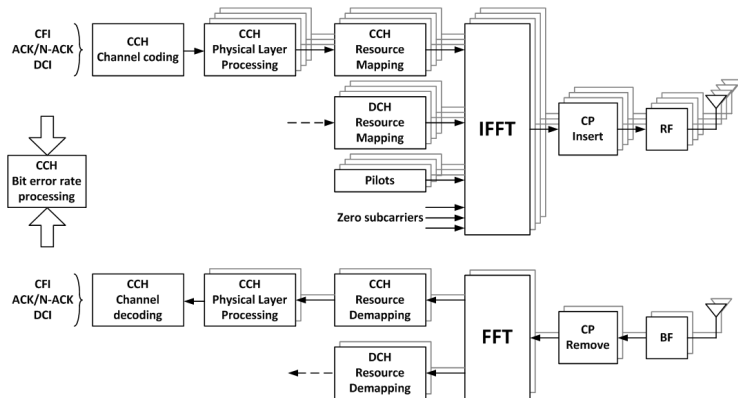 CFI
ACK/N-ACK
DCI
CCH
Channel coding
CCH
Physical Layer
Processing
CCH
Resource
Mapping
DCH
Resource
Mapping
Pilots
Zero subcarriers
IFFT
CP
Insert
RF
CCH
Bit error rate
processing
CFI
ACK/N-ACK
DCI
CCH
Channel
decoding
CCH
Physical Layer
Processing
CCH
Resource
Demapping
DCH
Resource
Demapping
FFT
CP
Remove
BF